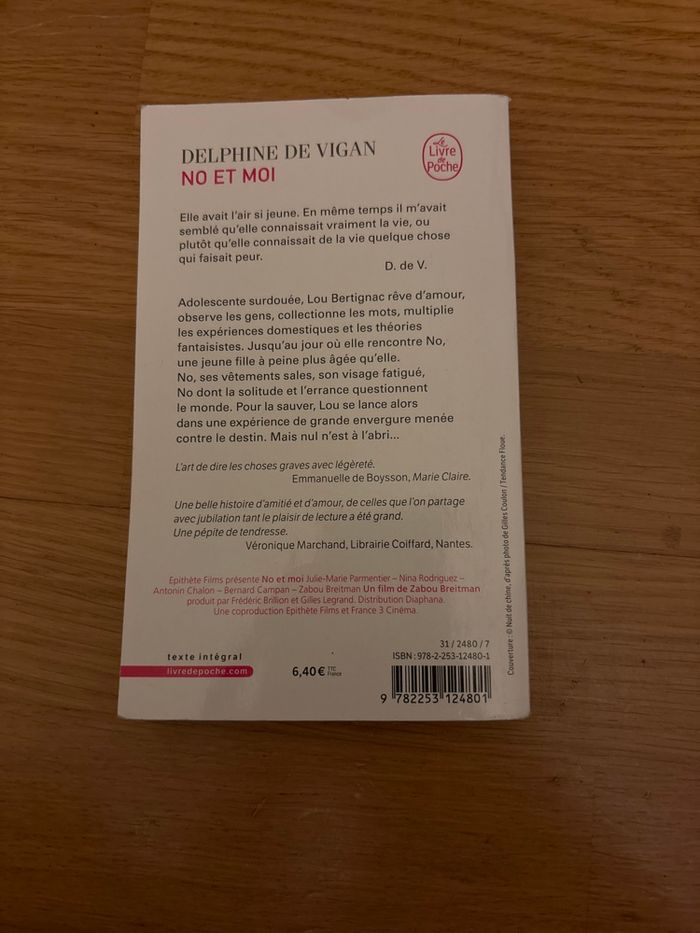 DELPHINE DE VIGAN
NO ET MOI
Le
Livre
de
Poche
Elle avait l'air si jeune. En même temps il m'avait
semblé qu'elle connaissait vraiment la vie, ou
plutôt qu'elle connaissait de la vie quelque chose
qui faisait peur.
D. de V.
Adolescente surdouée, Lou Bertignac rêve d'amour,
observe les gens, collectionne les mots, multiplie
les expériences domestiques et les théories
fantaisistes. Jusqu'au jour où elle rencontre No,
une jeune fille à peine plus âgée qu'elle.
No, ses vêtements sales, son visage fatigué,
No dont la solitude et l'errance questionnent
le monde. Pour la sauver, Lou se lance alors
dans une expérience de grande envergure menée
contre le destin. Mais nul n'est à l'abri...
L'art de dire les choses graves avec légèreté.
Emmanuelle de Boysson, Marie Claire.
Une belle histoire d'amitié et d'amour, de celles que l'on partage
avec jubilation tant le plaisir de lecture a été grand.
Une pépite de tendresse.
Véronique Marchand, Librairie Coiffard, Nantes.
Epithète Films présente No et moi Julie-Marie Parmentier – Nina Rodriguez –
Antonin Chalon – Bernard Campan – Zabou Breitman Un film de Zabou Breitman
produit par Frédéric Brillion et Gilles Legrand. Distribution Diaphana.
Une coproduction Epithète Films et France 3 Cinéma.
texte intégral
livredepoche.com
6,40 € TTC
France
31 / 2480 / 7
ISBN : 978-2-253-12480-1
9 782253 124801
Couverture : © Nuit de chine, d'après photo de Gilles Coulon / Tendance Floue.